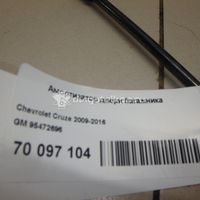 Амортизатор двери багажника
Chevrolet Cruze 2009-2016
GM 95472696
70 097 104